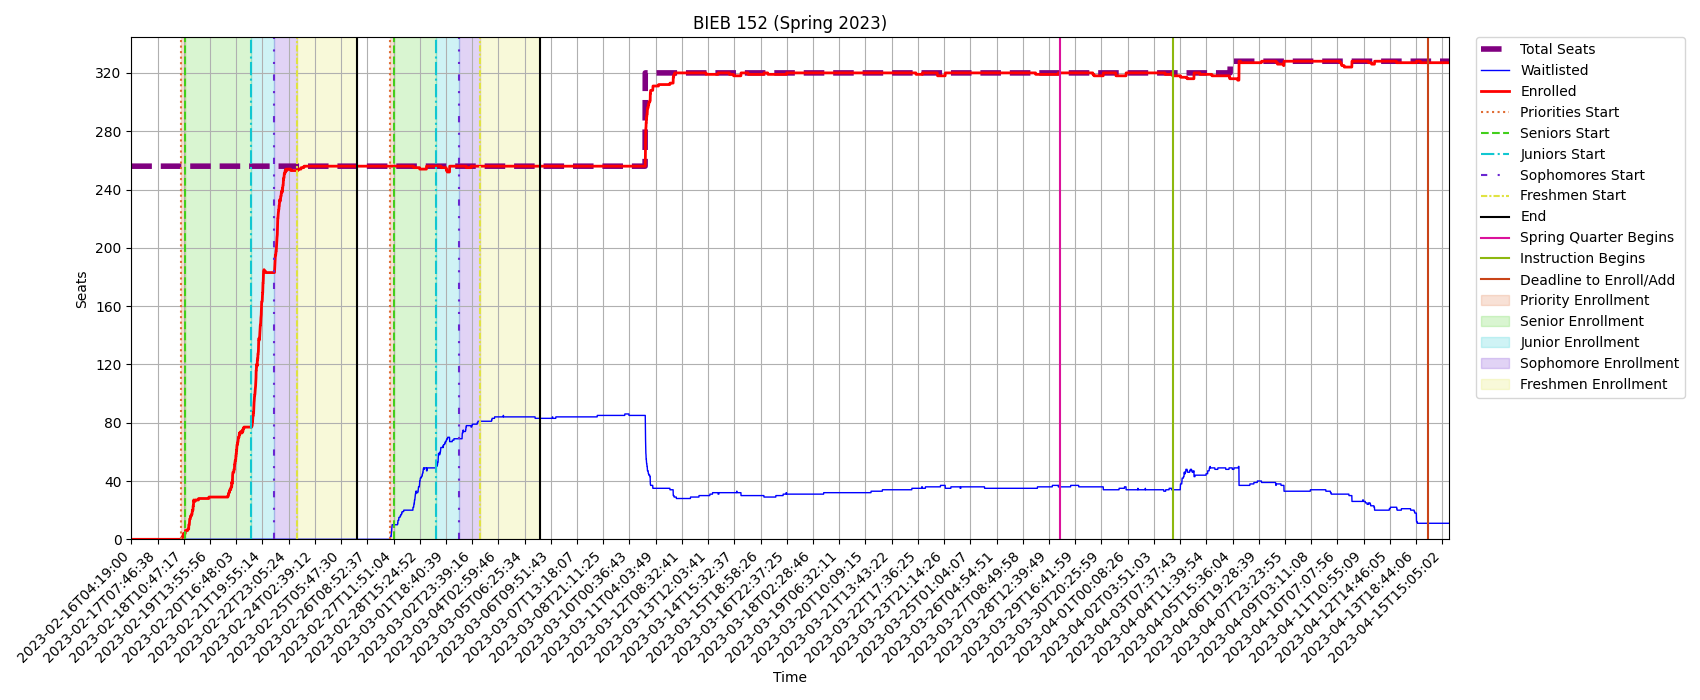 BIEB 152 (Spring 2023)
Seats
320
280
240
200
160
120
80
40
0
2023-02-16T04:19:00
2023-02-17T07:46:38
2023-02-18T10:47:17
2023-02-19T13:55:56
2023-02-20T16:48:03
2023-02-21T19:55:14
2023-02-22T23:05:24
2023-02-24T02:39:12
2023-02-25T05:47:30
2023-02-26T08:52:37
2023-02-27T11:51:04
2023-02-28T15:24:52
2023-03-01T18:40:39
2023-03-02T23:39:16
2023-03-04T02:59:46
2023-03-05T06:25:34
2023-03-06T09:51:43
2023-03-07T13:18:07
2023-03-08T21:11:25
2023-03-10T00:36:43
2023-03-11T04:03:49
2023-03-12T08:32:41
2023-03-13T12:03:41
2023-03-14T15:32:37
2023-03-15T18:58:26
2023-03-16T22:37:25
2023-03-18T02:28:46
2023-03-19T06:32:11
2023-03-20T10:09:15
2023-03-21T13:43:22
2023-03-22T17:36:25
2023-03-23T21:14:26
2023-03-25T01:04:07
2023-03-26T04:54:51
2023-03-27T08:49:58
2023-03-28T12:39:49
2023-03-29T16:41:59
2023-03-30T20:25:59
2023-04-01T00:08:26
2023-04-02T03:51:03
2023-04-03T07:37:43
2023-04-04T11:39:54
2023-04-05T15:36:04
2023-04-06T19:28:39
2023-04-07T23:23:55
2023-04-09T03:11:08
2023-04-10T07:07:56
2023-04-11T10:55:09
2023-04-12T14:46:05
2023-04-13T18:44:06
2023-04-15T15:05:02
Time
Total Seats
Waitlisted
Enrolled
Priorities Start
Seniors Start
Juniors Start
Sophomores Start
Freshmen Start
End
Spring Quarter Begins
Instruction Begins
Deadline to Enroll/Add
Priority Enrollment
Senior Enrollment
Junior Enrollment
Sophomore Enrollment
Freshmen Enrollment